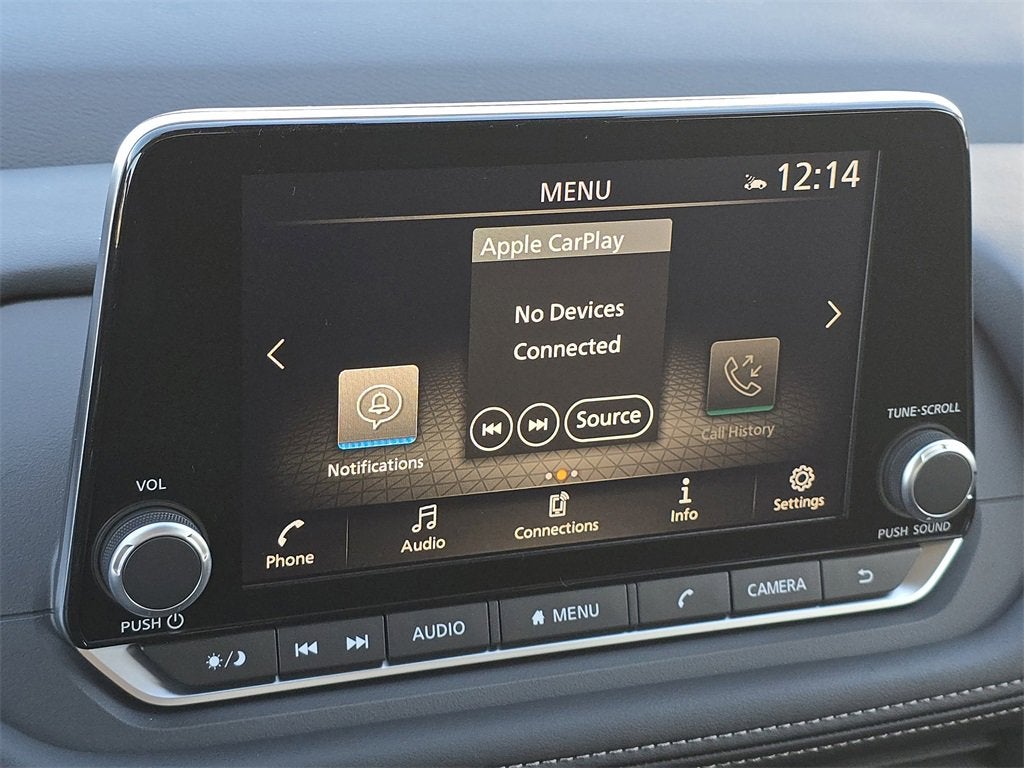 MENU
12:14
Apple CarPlay
No Devices
Connected
Source
Notifications
Call History
TUNE·SCROLL
VOL
Phone
Audio
Connections
Info
Settings
PUSH SOUND
PUSH
AUDIO
MENU
CAMERA